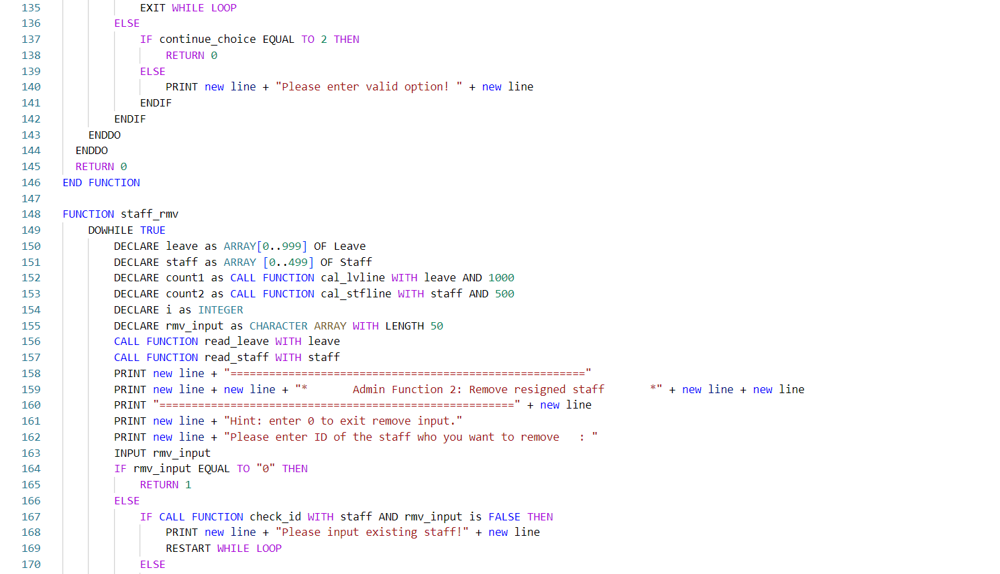 135 EXIT WHILE LOOP
136 ELSE
137 IF continue_choice EQUAL TO 2 THEN
138 RETURN 0
139 ELSE
140 PRINT new line + "Please enter valid option! " + new line
141 ENDIF
142 ENDIF
143 ENDDO
144 ENDDO
145 RETURN 0
146 END FUNCTION
147
148 FUNCTION staff_rmv
149 DOWHILE TRUE
150 DECLARE leave as ARRAY[0..999] OF Leave
151 DECLARE staff as ARRAY [0..499] OF Staff
152 DECLARE count1 as CALL FUNCTION cal_lvline WITH leave AND 1000
153 DECLARE count2 as CALL FUNCTION cal_stfline WITH staff AND 500
154 DECLARE i as INTEGER
155 DECLARE rmv_input as CHARACTER ARRAY WITH LENGTH 50
156 CALL FUNCTION read_leave WITH leave
157 CALL FUNCTION read_staff WITH staff
158 PRINT new line + "======================================================="
159 PRINT new line + new line + "*       Admin Function 2: Remove resigned staff       *" + new line + new line
160 PRINT "=======================================================" + new line
161 PRINT new line + "Hint: enter 0 to exit remove input."
162 PRINT new line + "Please enter ID of the staff who you want to remove   : "
163 INPUT rmv_input
164 IF rmv_input EQUAL TO "0" THEN
165 RETURN 1
166 ELSE
167 IF CALL FUNCTION check_id WITH staff AND rmv_input is FALSE THEN
168 PRINT new line + "Please input existing staff!" + new line
169 RESTART WHILE LOOP
170 ELSE